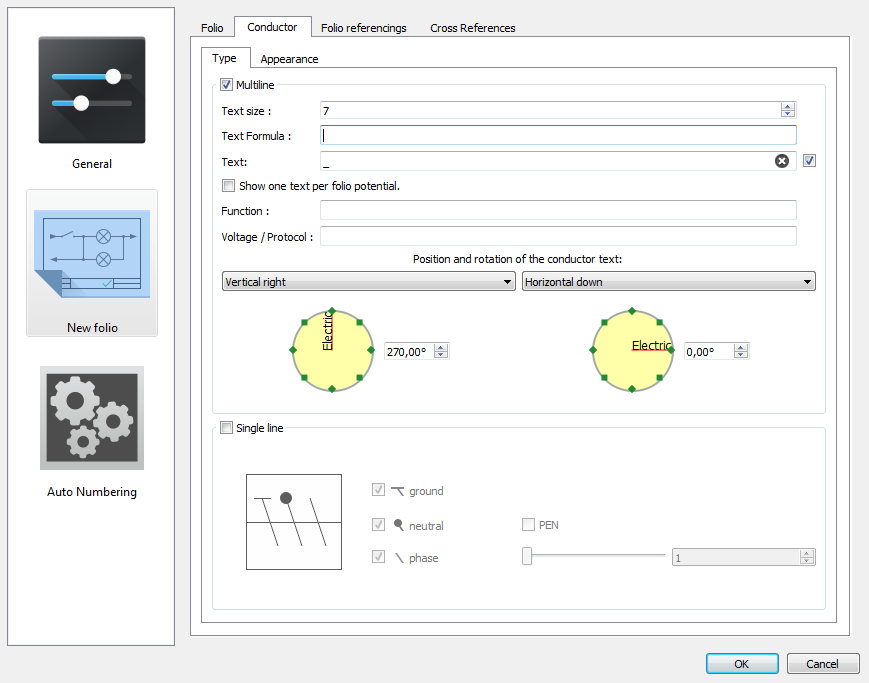 General
New folio
Auto Numbering
Folio
Conductor
Folio referencings
Cross References
Type
Appearance
Multiline
Text size :
7
Text Formula :
Text:
_
Show one text per folio potential.
Function :
Voltage / Protocol :
Position and rotation of the conductor text:
Vertical right
Horizontal down
Electric
270,00°
Electric
0,00°
Single line
ground
neutral
PEN
phase
1
OK
Cancel